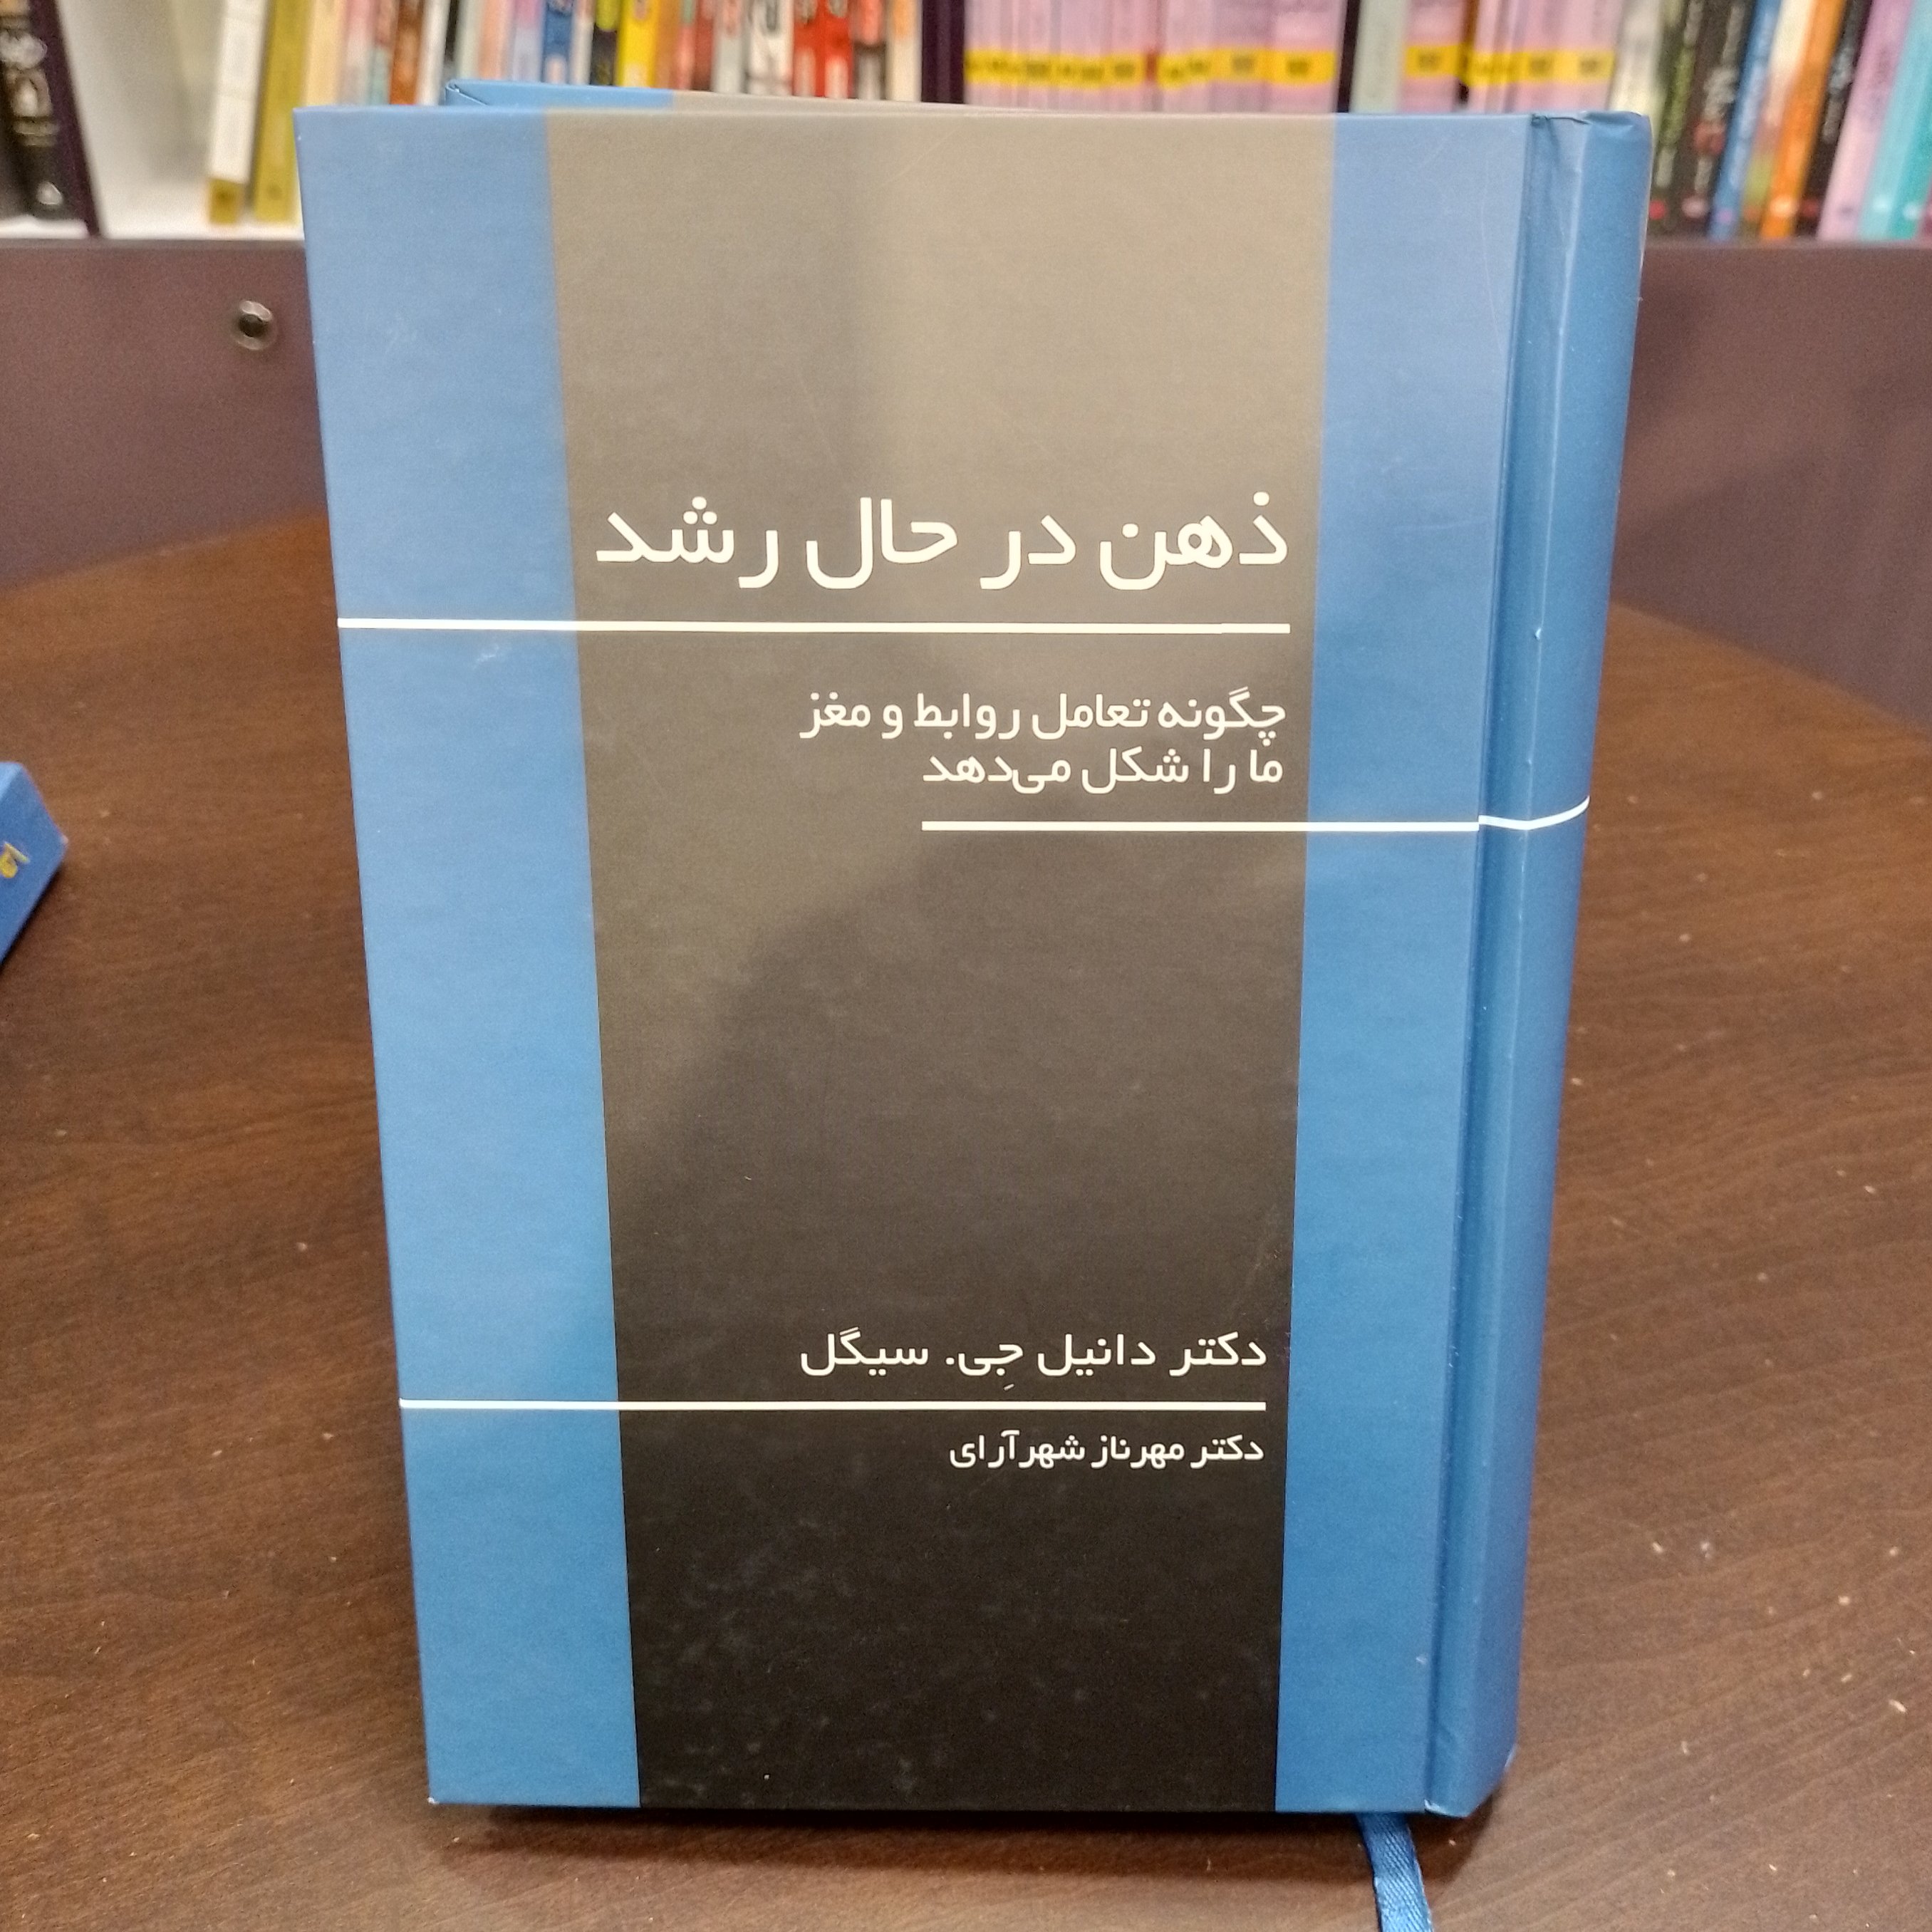 ذهن در حال رشد
چگونه تعامل روابط و مغز
ما را شکل می‌دهد
دکتر دانیل جِی. سیگل
دکتر مهرناز شهرآرای